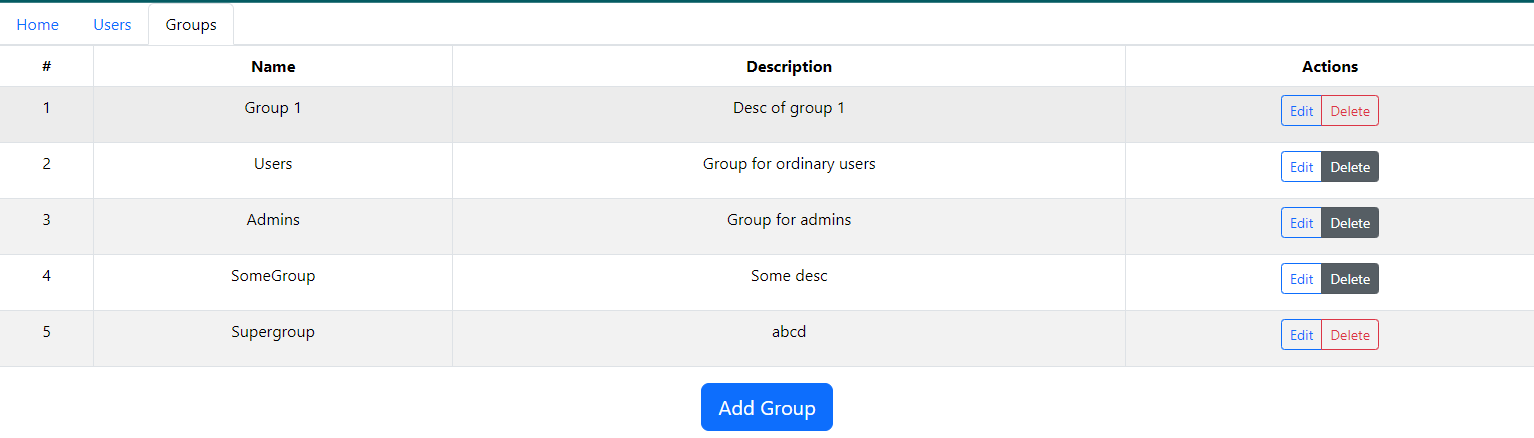 Home Users Groups
# Name Description Actions
1 Group 1 Desc of group 1 Edit Delete
2 Users Group for ordinary users Edit Delete
3 Admins Group for admins Edit Delete
4 SomeGroup Some desc Edit Delete
5 Supergroup abcd Edit Delete
Add Group